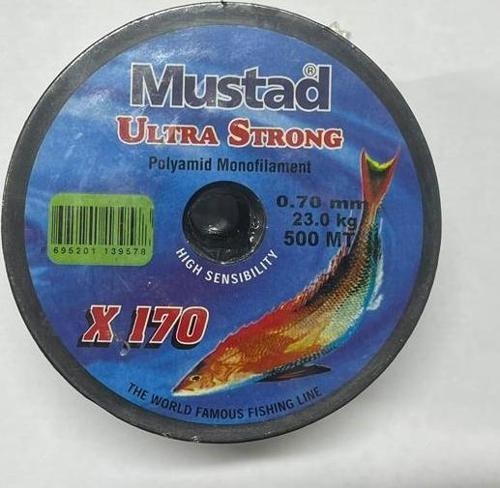 Mustad®
ULTRA STRONG
Polyamid Monofilament
0.70 mm
23.0 kg
500 MT
695201 139578
HIGH SENSIBILITY
X 170
THE WORLD FAMOUS FISHING LINE